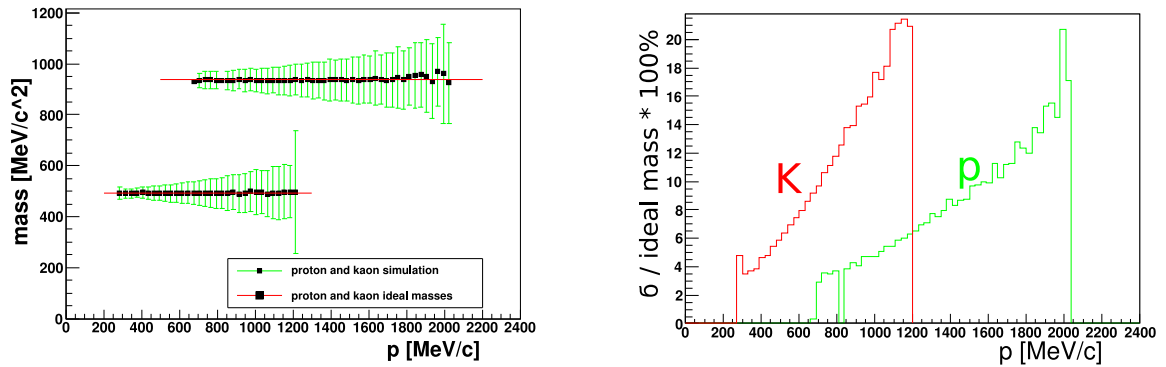 1200
1000
800
600
400
200
0
mass [MeV/c^2]
proton and kaon simulation
proton and kaon ideal masses
0 200 400 600 800 1000 1200 1400 1600 1800 2000 2200 2400
p [MeV/c]
20
18
16
14
12
10
8
6
4
2
0
6 / ideal mass * 100%
K
p
0 200 400 600 800 1000 1200 1400 1600 1800 2000 2200 2400
p [MeV/c]